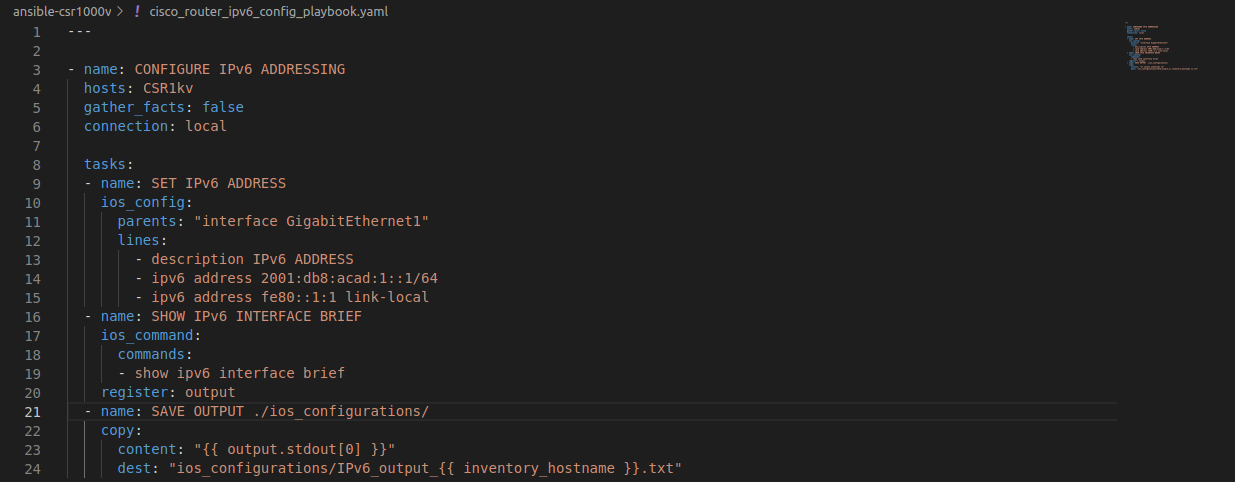 ansible-csr1000v > ! cisco_router_ipv6_config_playbook.yaml
1 ---
2
3 - name: CONFIGURE IPv6 ADDRESSING
4   hosts: CSR1kv
5   gather_facts: false
6   connection: local
7
8   tasks:
9   - name: SET IPv6 ADDRESS
10     ios_config:
11       parents: "interface GigabitEthernet1"
12       lines:
13         - description IPv6 ADDRESS
14         - ipv6 address 2001:db8:acad:1::1/64
15         - ipv6 address fe80::1:1 link-local
16   - name: SHOW IPv6 INTERFACE BRIEF
17     ios_command:
18       commands:
19       - show ipv6 interface brief
20     register: output
21   - name: SAVE OUTPUT ./ios_configurations/
22     copy:
23       content: "{{ output.stdout[0] }}"
24       dest: "ios_configurations/IPv6_output_{{ inventory_hostname }}.txt"